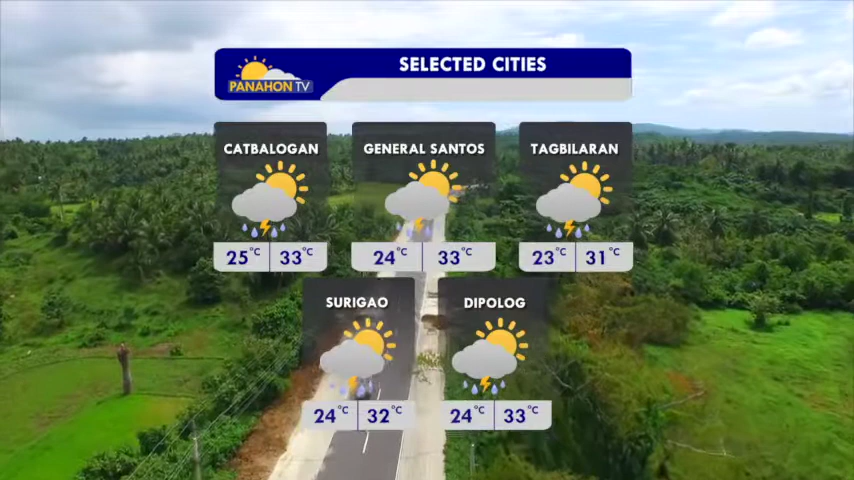 PANAHON TV
SELECTED CITIES
CATBALOGAN
25°C 33°C
GENERAL SANTOS
24°C 33°C
TAGBILARAN
23°C 31°C
SURIGAO
24°C 32°C
DIPOLOG
24°C 33°C